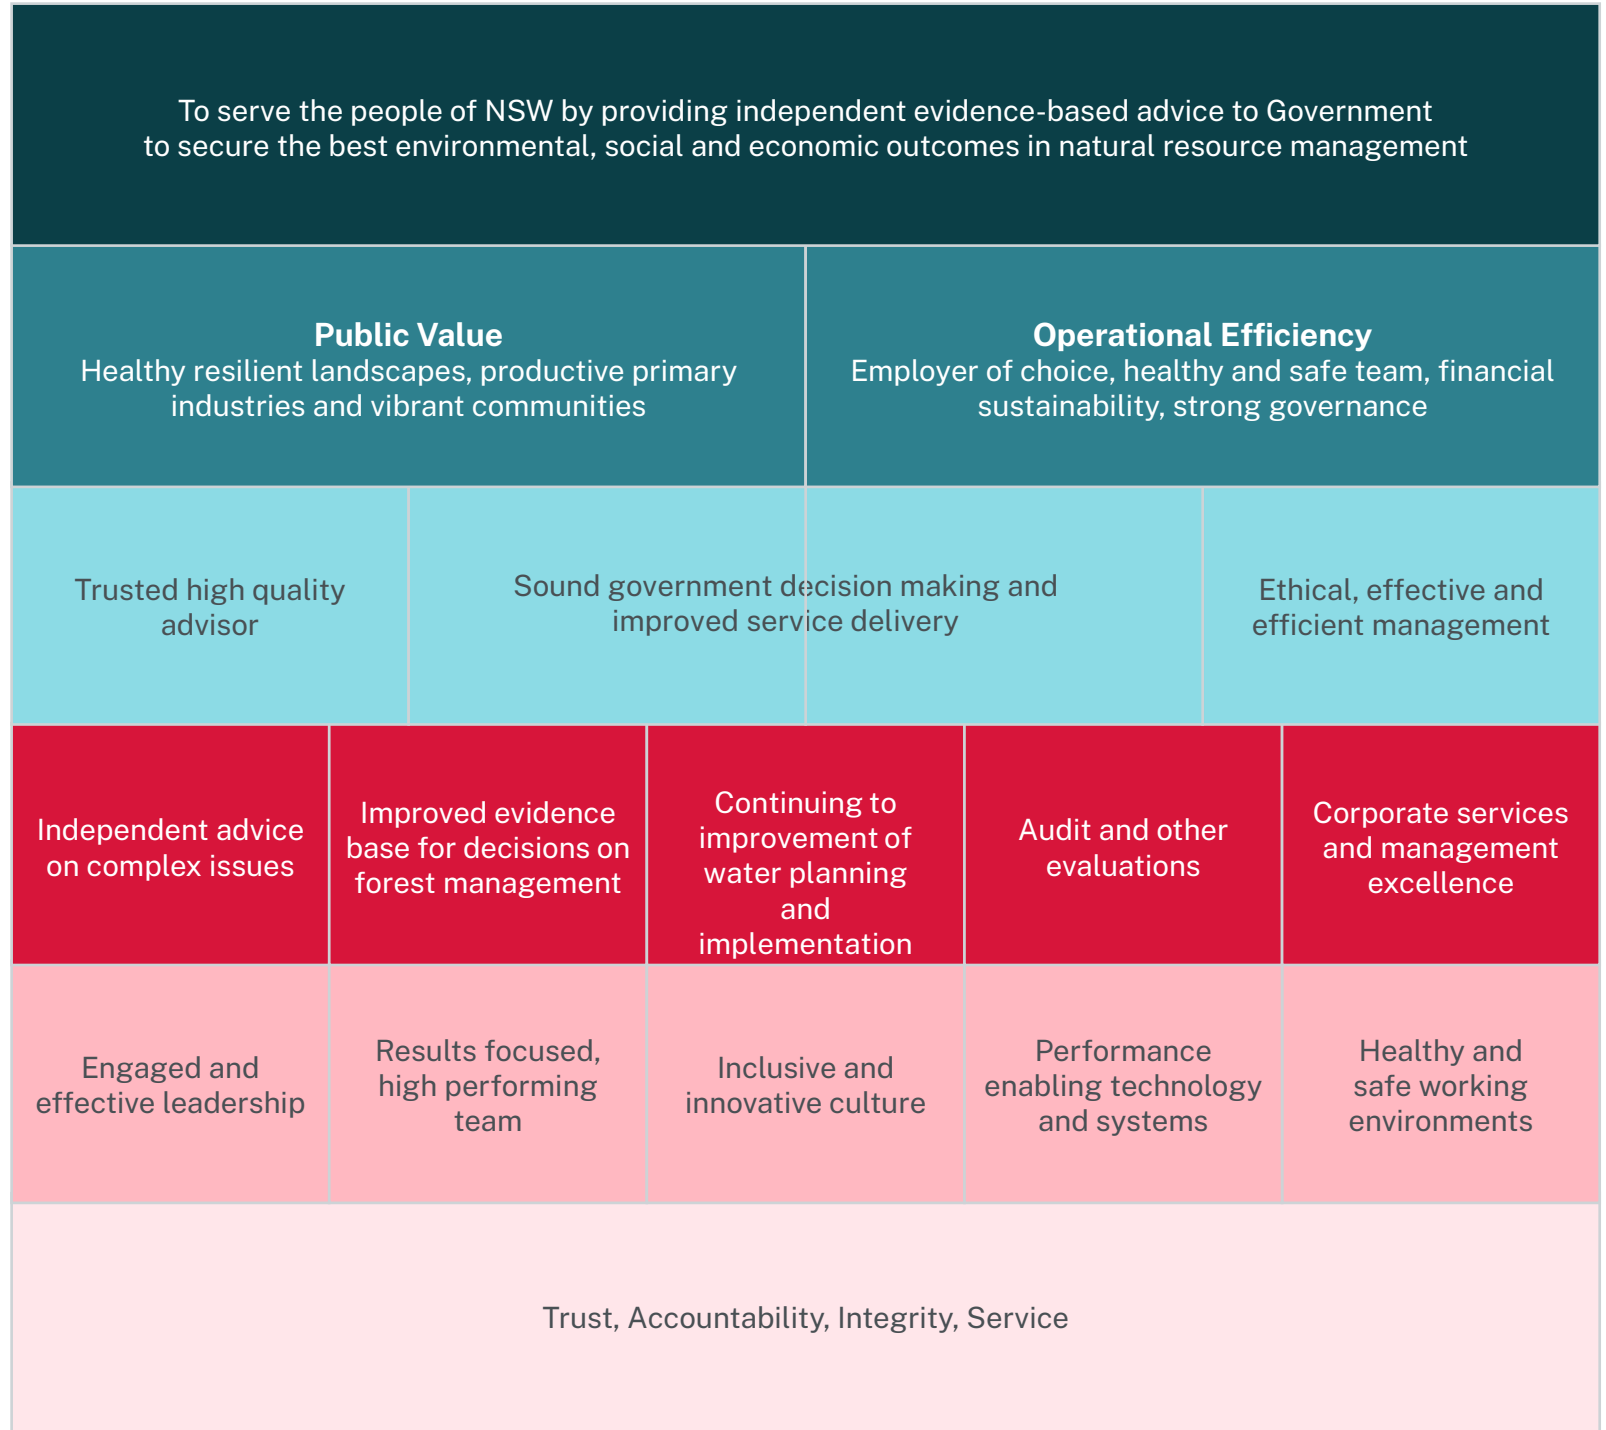 To serve the people of NSW by providing independent evidence-based advice to Government
to secure the best environmental, social and economic outcomes in natural resource management
Public Value
Healthy resilient landscapes, productive primary
industries and vibrant communities
Operational Efficiency
Employer of choice, healthy and safe team, financial
sustainability, strong governance
Trusted high quality
advisor
Sound government decision making and
improved service delivery
Ethical, effective and
efficient management
Independent advice
on complex issues
Improved evidence
base for decisions on
forest management
Continuing to
improvement of
water planning
and
implementation
Audit and other
evaluations
Corporate services
and management
excellence
Engaged and
effective leadership
Results focused,
high performing
team
Inclusive and
innovative culture
Performance
enabling technology
and systems
Healthy and
safe working
environments
Trust, Accountability, Integrity, Service